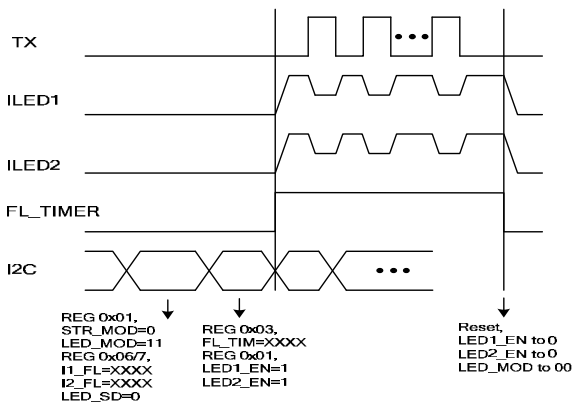 TX
ILED1
ILED2
FL_TIMER
I2C
REG 0x01,
STR_MOD=0
LED_MOD=11
REG 0x06/7,
I1_FL=XXXX
I2_FL=XXXX
LED_SD=0
REG 0x03,
FL_TIM=XXXX
REG 0x01,
LED1_EN=1
LED2_EN=1
Reset,
LED1_EN to 0
LED2_EN to 0
LED_MOD to 00